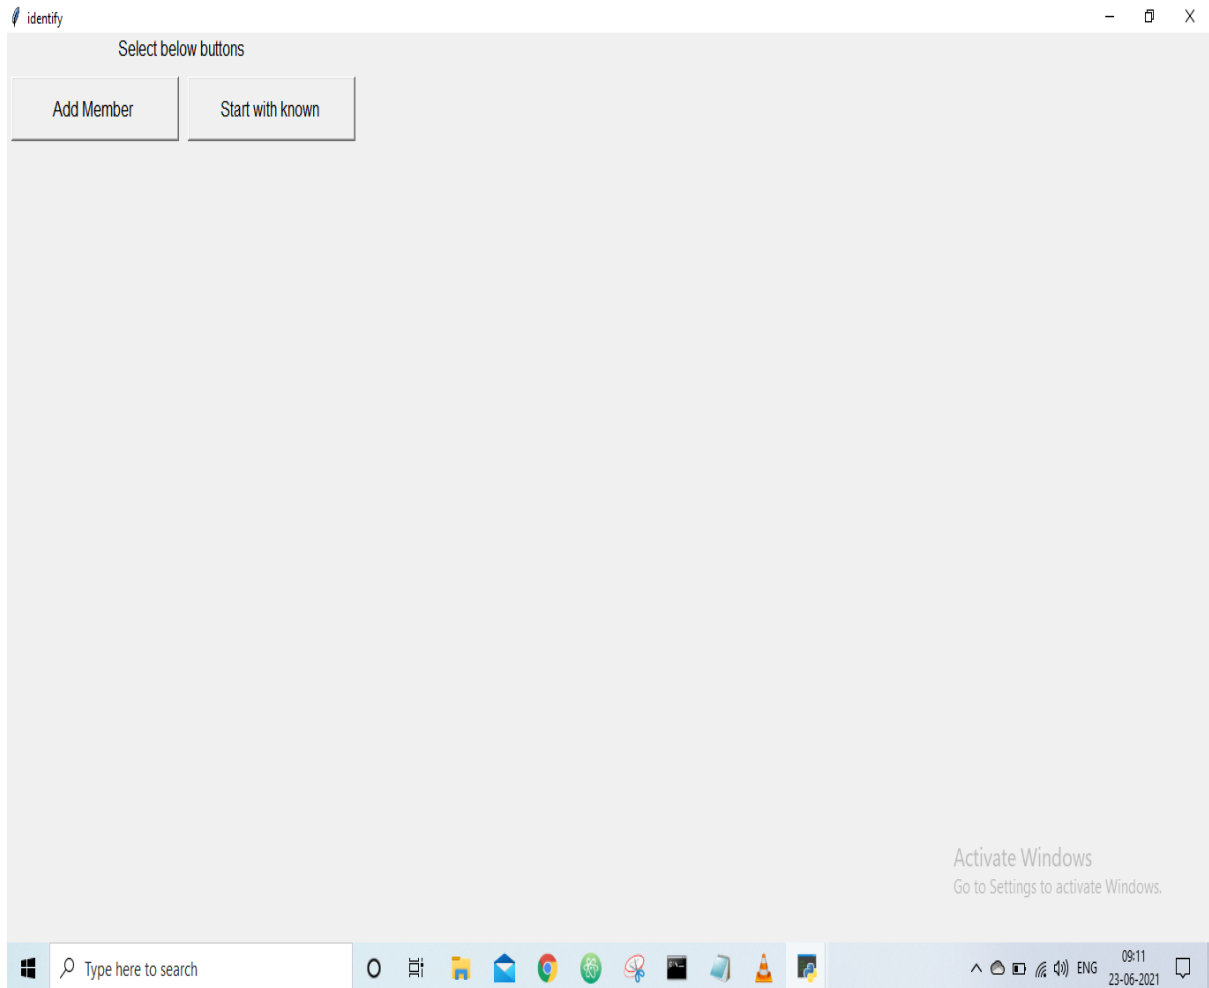 identify
Select below buttons
Add Member
Start with known
Activate Windows
Go to Settings to activate Windows.
Type here to search
ENG
09:11
23-06-2021